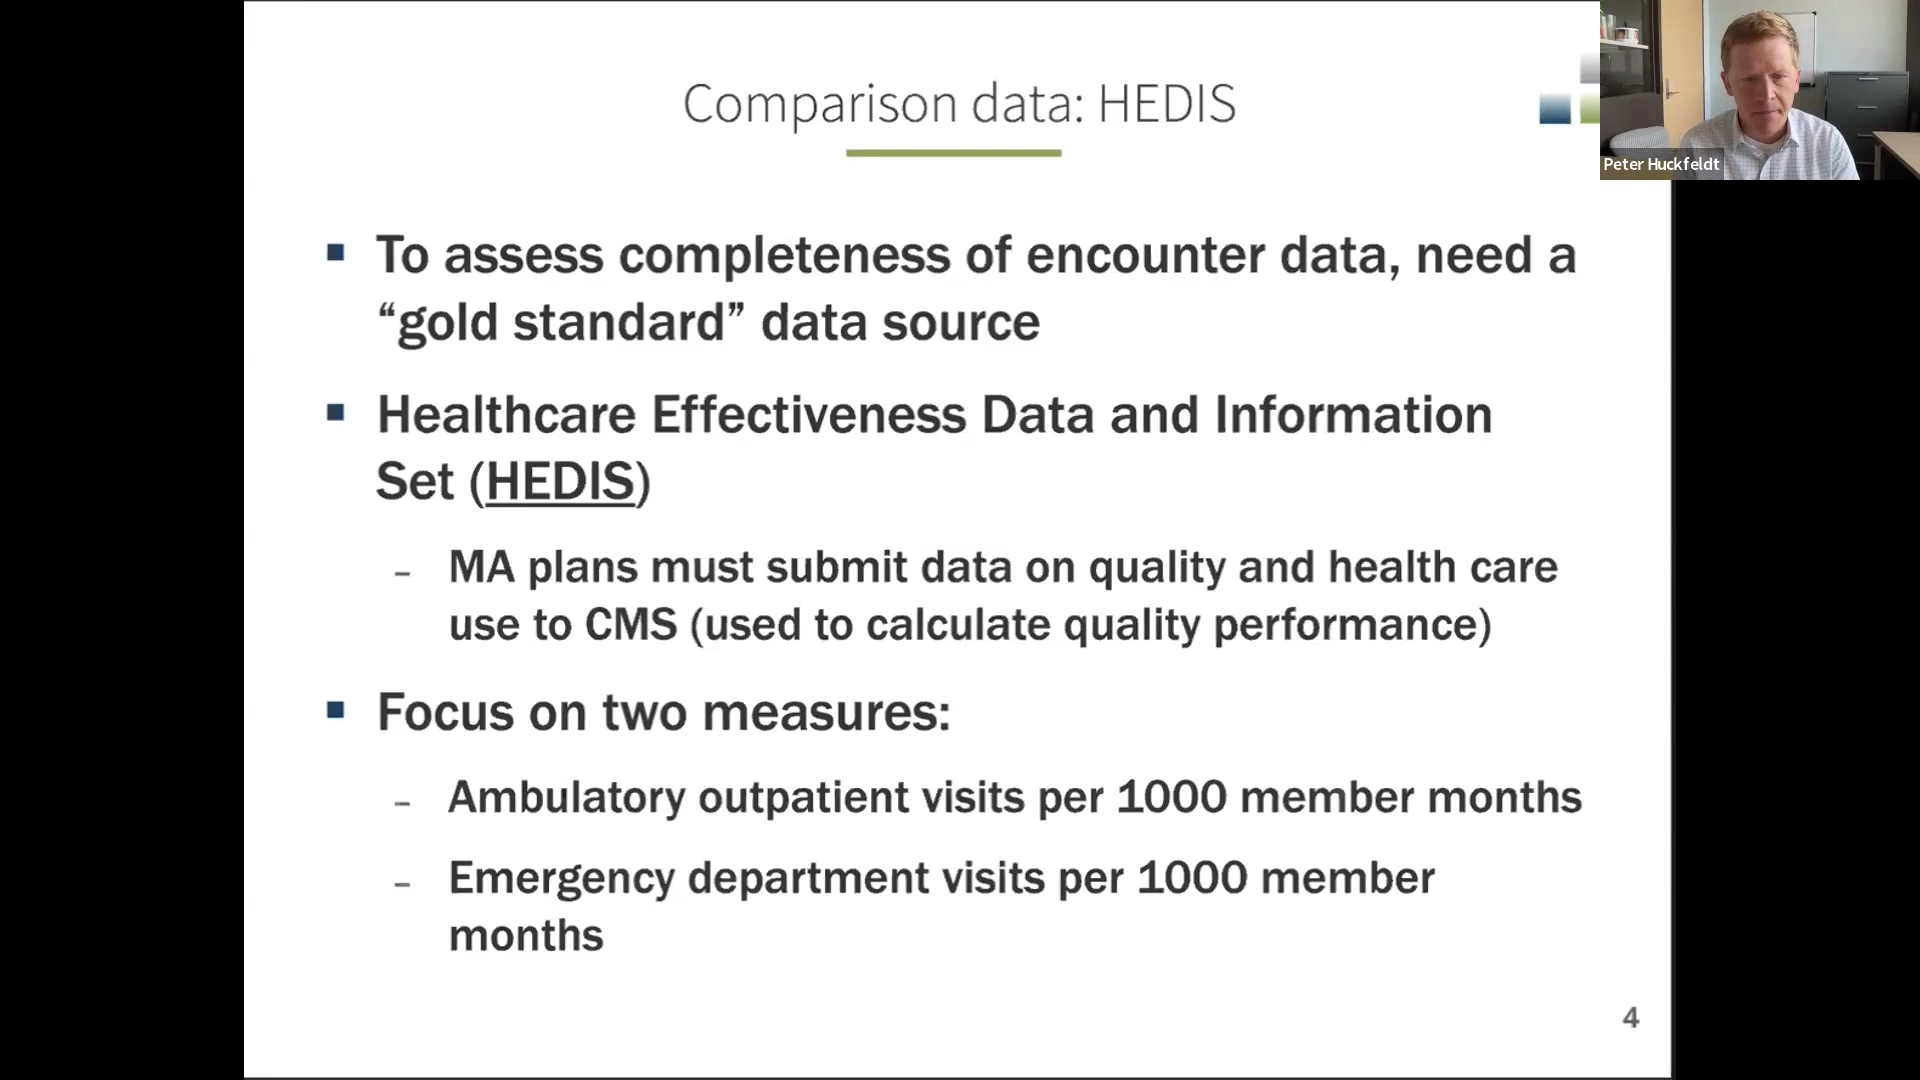 Comparison data: HEDIS
Peter Huckfeldt
▪ To assess completeness of encounter data, need a
“gold standard” data source
▪ Healthcare Effectiveness Data and Information
Set (HEDIS)
– MA plans must submit data on quality and health care
use to CMS (used to calculate quality performance)
▪ Focus on two measures:
– Ambulatory outpatient visits per 1000 member months
– Emergency department visits per 1000 member
months
4